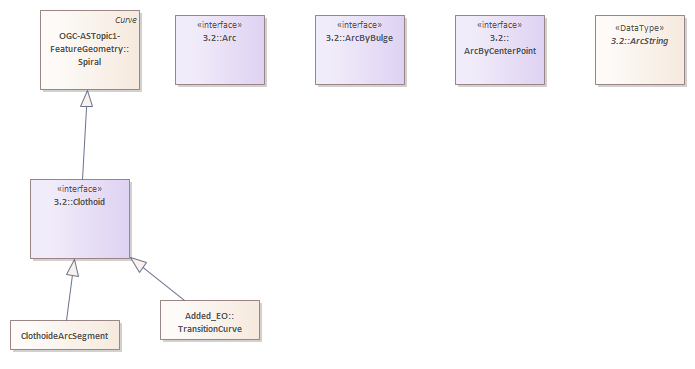 Curve
OGC-ASTopic1-
FeatureGeometry::
Spiral
«interface»
3.2::Arc
«interface»
3.2::ArcByBulge
«interface»
3.2::
ArcByCenterPoint
«DataType»
3.2::ArcString
«interface»
3.2::Clothoid
ClothoideArcSegment
Added_EO::
TransitionCurve